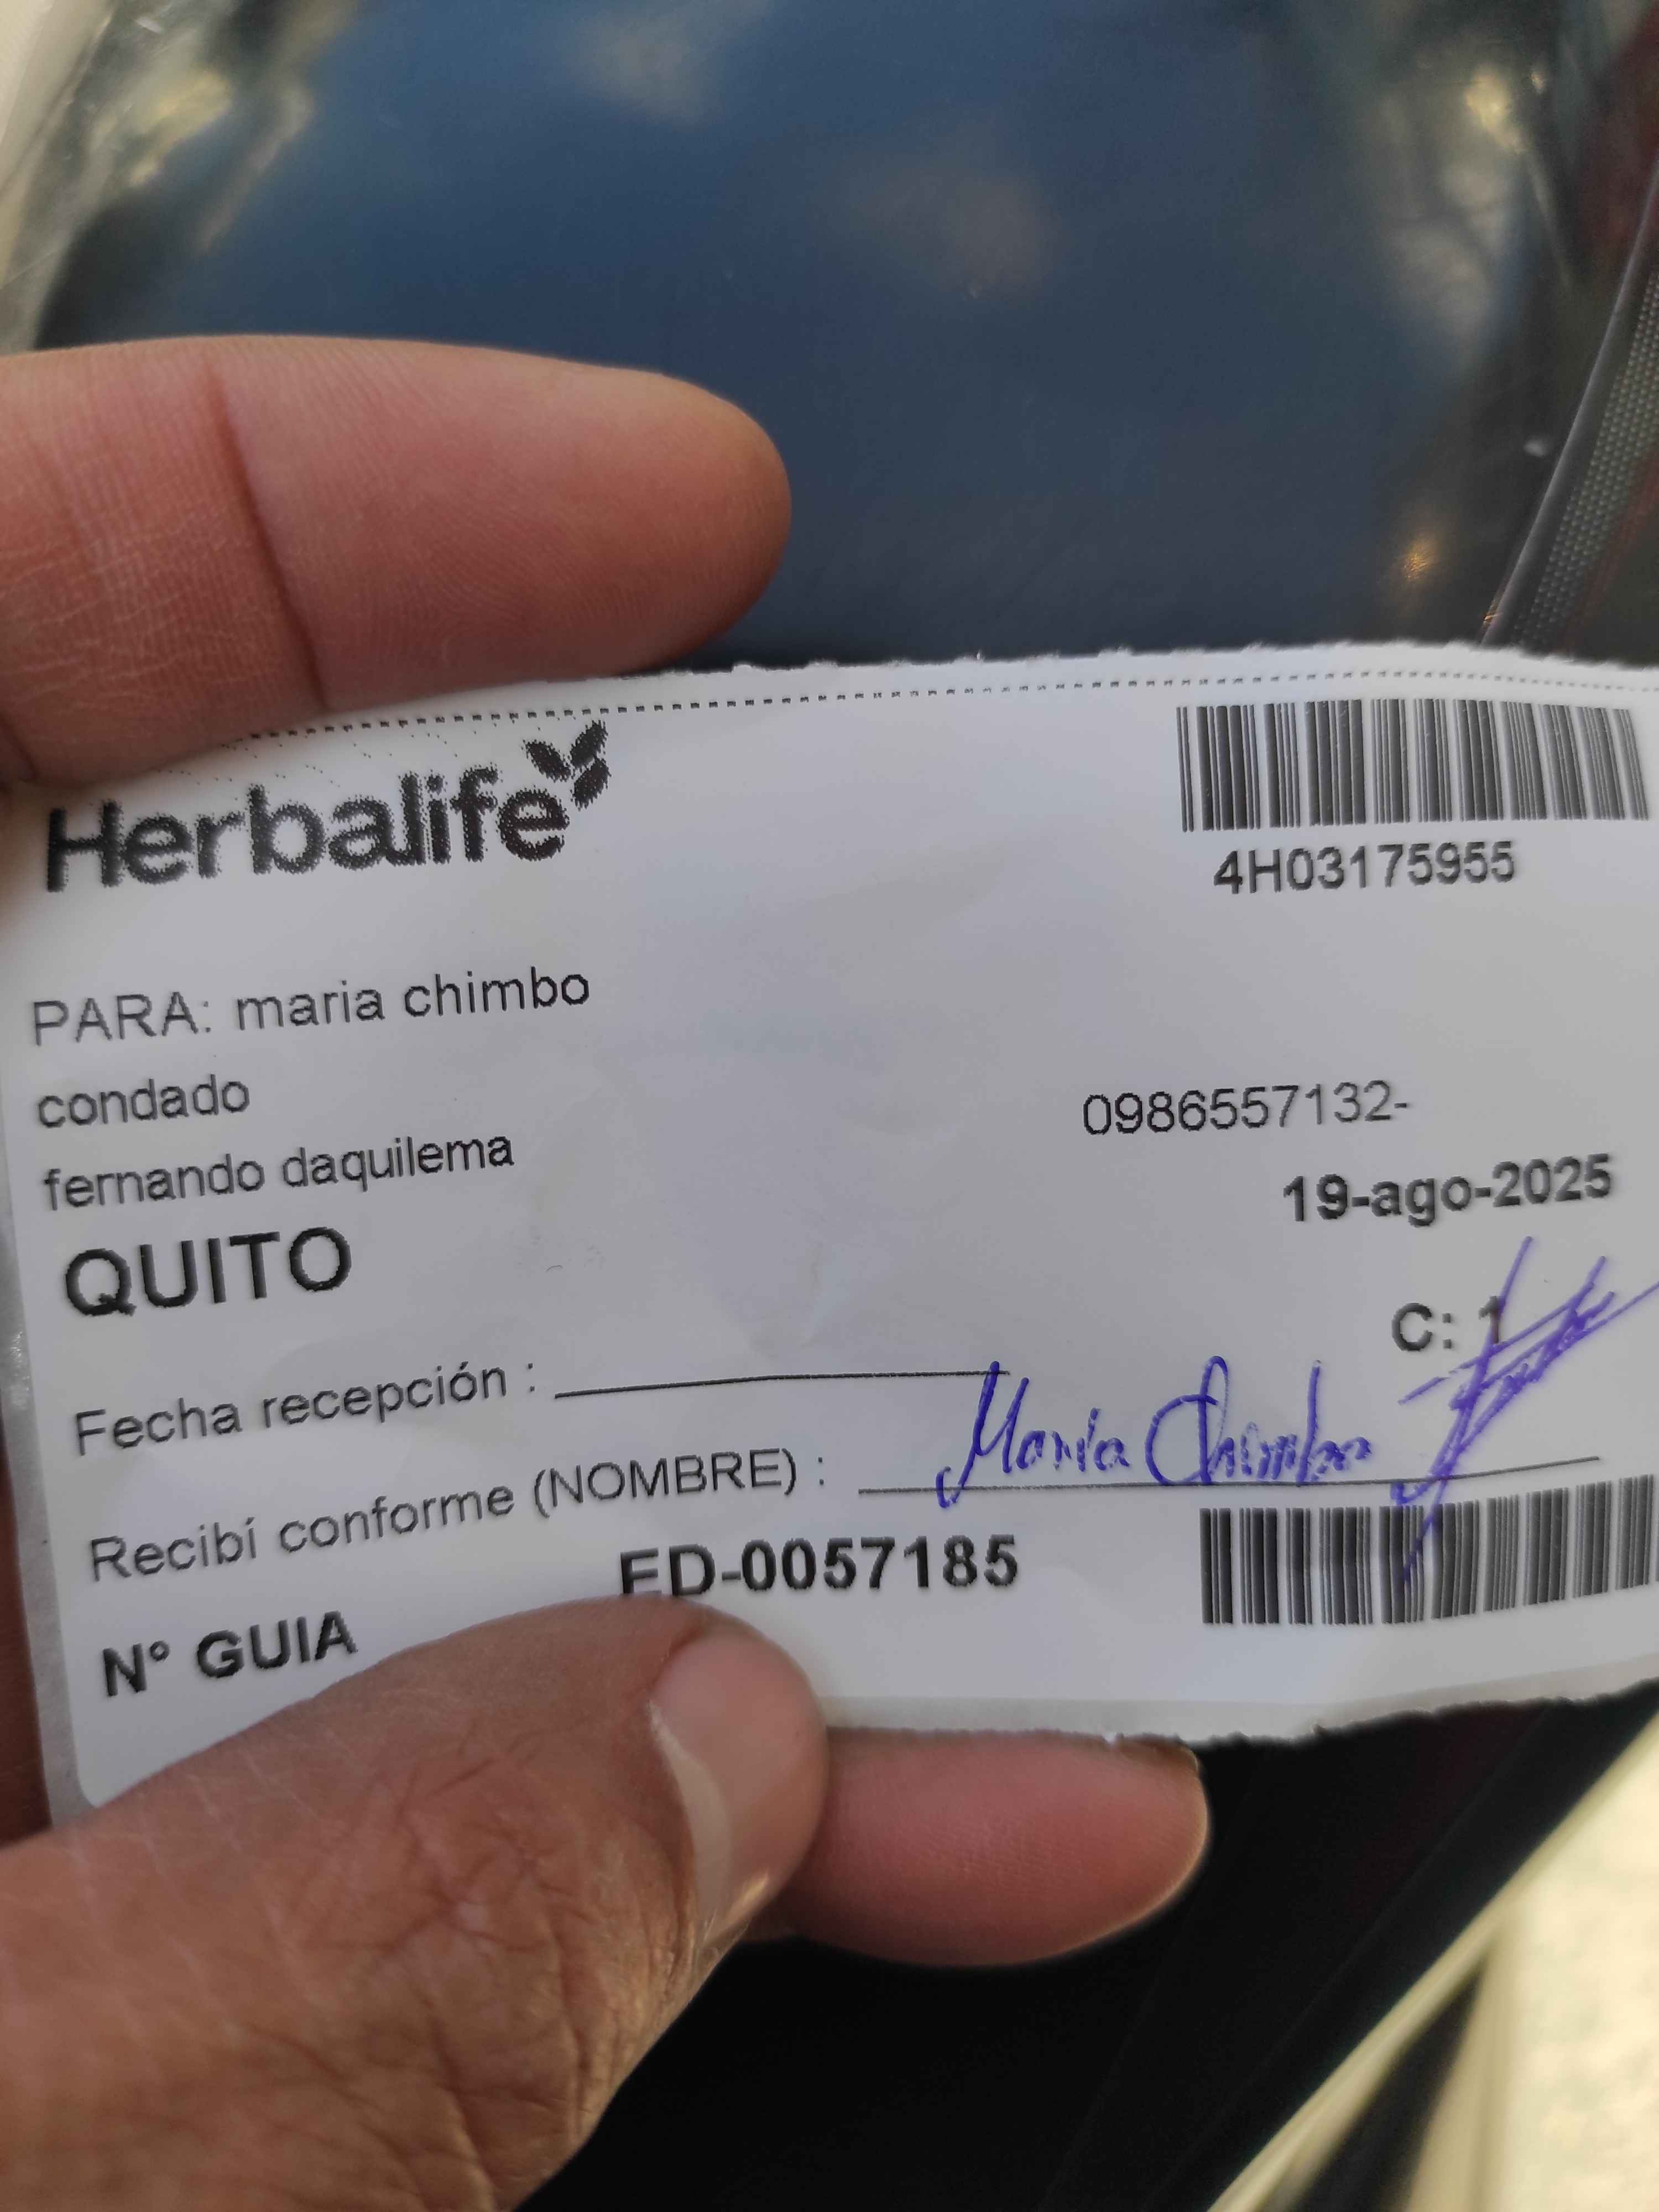 Herbalife
4H03175955
PARA: maria chimbo
condado
0986557132-
fernando daquilema
19-ago-2025
QUITO
C: 1
Fecha recepción :
Recibí conforme (NOMBRE) : Maria Chimbo
N° GUIA ED-0057185